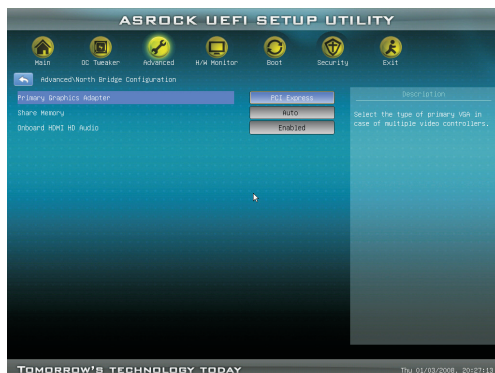 ASROCK UEFI SETUP UTILITY
Main OC Tweaker Advanced H/W Monitor Boot Security Exit
Advanced\North Bridge Configuration
Primary Graphics Adapter PCI Express
Share Memory Auto
Onboard HDMI HD Audio Enabled
Description
Select the type of primary VGA in
case of multiple video controllers.
TOMORROW'S TECHNOLOGY TODAY
Thu 01/03/2008, 20:27:13